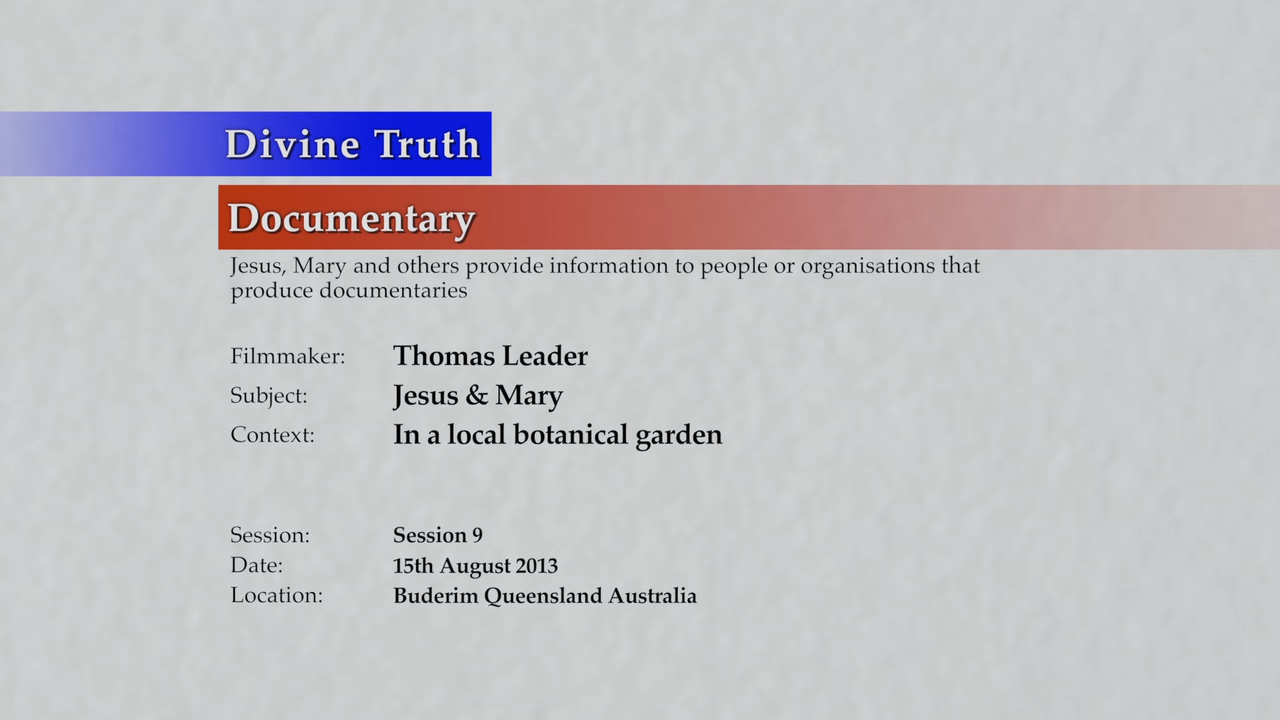 Divine Truth
Documentary
Jesus, Mary and others provide information to people or organisations that
produce documentaries
Filmmaker: Thomas Leader
Subject: Jesus & Mary
Context: In a local botanical garden
Session: Session 9
Date: 15th August 2013
Location: Buderim Queensland Australia